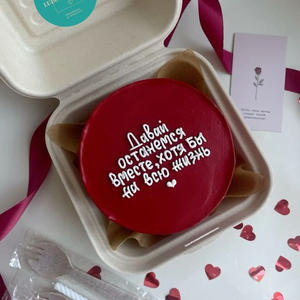 Давай
останемся
вместе, хотя бы
на всю жизнь